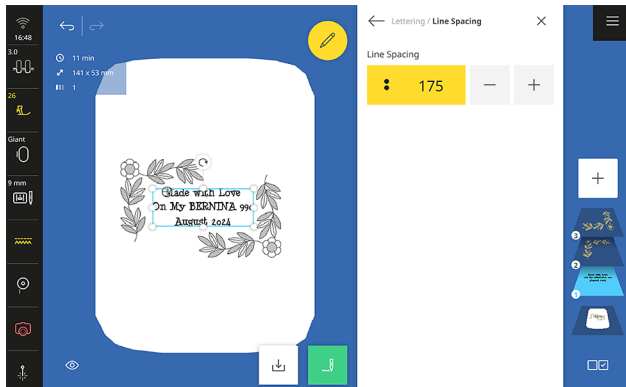 16:48
3.0
26
Giant
9 mm
11 min
141 x 53 mm
1
Made with Love
On My BERNINA 990
August 2024
Lettering / Line Spacing
Line Spacing
175
3
2
1